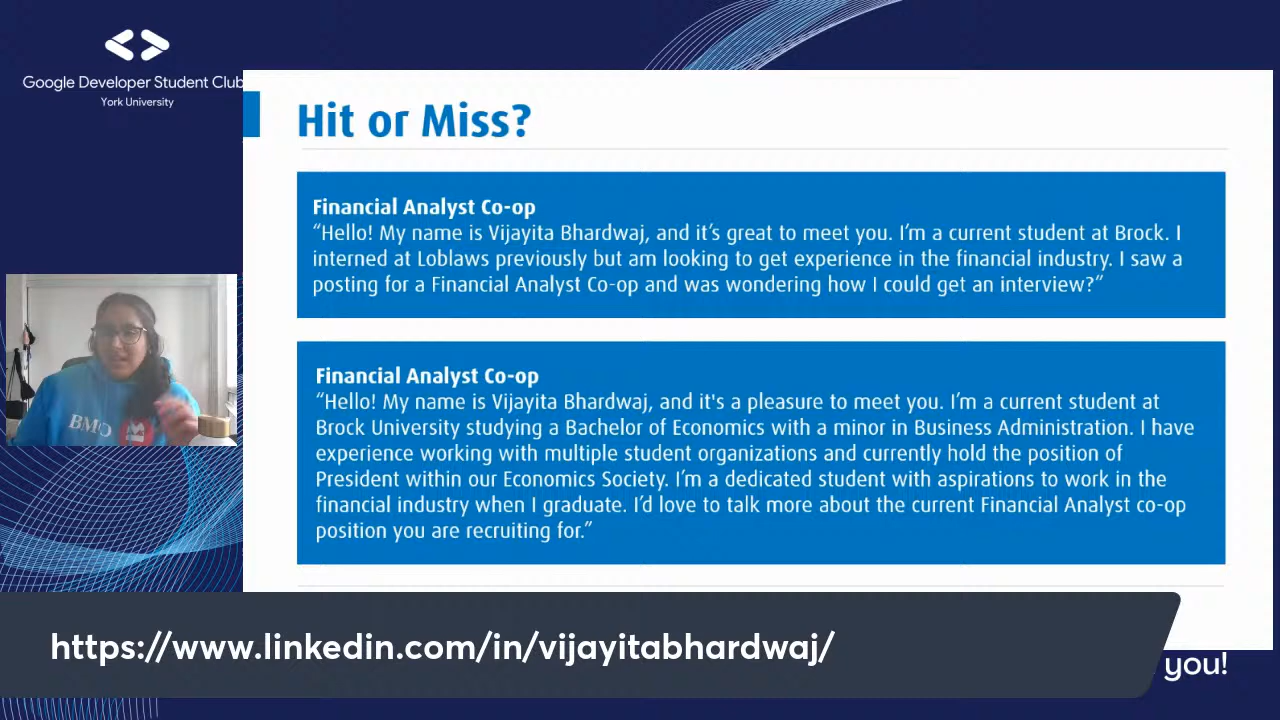 Google Developer Student Club
York University
Hit or Miss?
Financial Analyst Co-op
“Hello! My name is Vijayita Bhardwaj, and it’s great to meet you. I’m a current student at Brock. I
interned at Loblaws previously but am looking to get experience in the financial industry. I saw a
posting for a Financial Analyst Co-op and was wondering how I could get an interview?”
Financial Analyst Co-op
“Hello! My name is Vijayita Bhardwaj, and it's a pleasure to meet you. I’m a current student at
Brock University studying a Bachelor of Economics with a minor in Business Administration. I have
experience working with multiple student organizations and currently hold the position of
President within our Economics Society. I’m a dedicated student with aspirations to work in the
financial industry when I graduate. I’d love to talk more about the current Financial Analyst co-op
position you are recruiting for.”
BMO
https://www.linkedin.com/in/vijayitabhardwaj/
you!